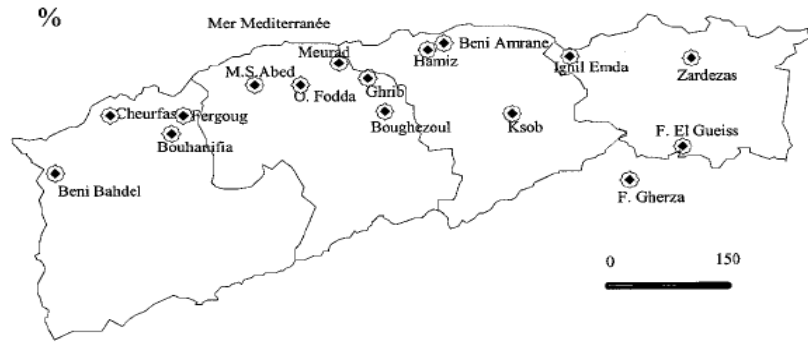 %
Mer Mediterranée
Meurad
Hamiz
Beni Amrane
M.S.Abed
O. Fodda
Ghrib
Ignil Emda
Zardezas
Cheurfas
Fergoug
Boughezoul
Ksob
Bouhanifia
F. El Gueiss
Beni Bahdel
F. Gherza
0 150